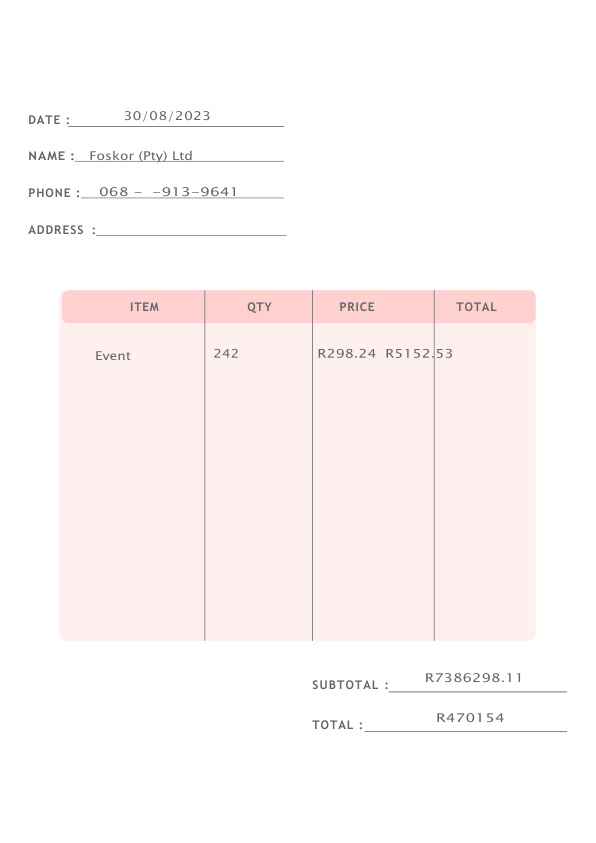 DATE : 30/08/2023
NAME : Foskor (Pty) Ltd
PHONE : 068 – –913–9641
ADDRESS :
ITEM QTY PRICE TOTAL
Event 242 R298.24 R5152.53
SUBTOTAL : R7386298.11
TOTAL : R470154